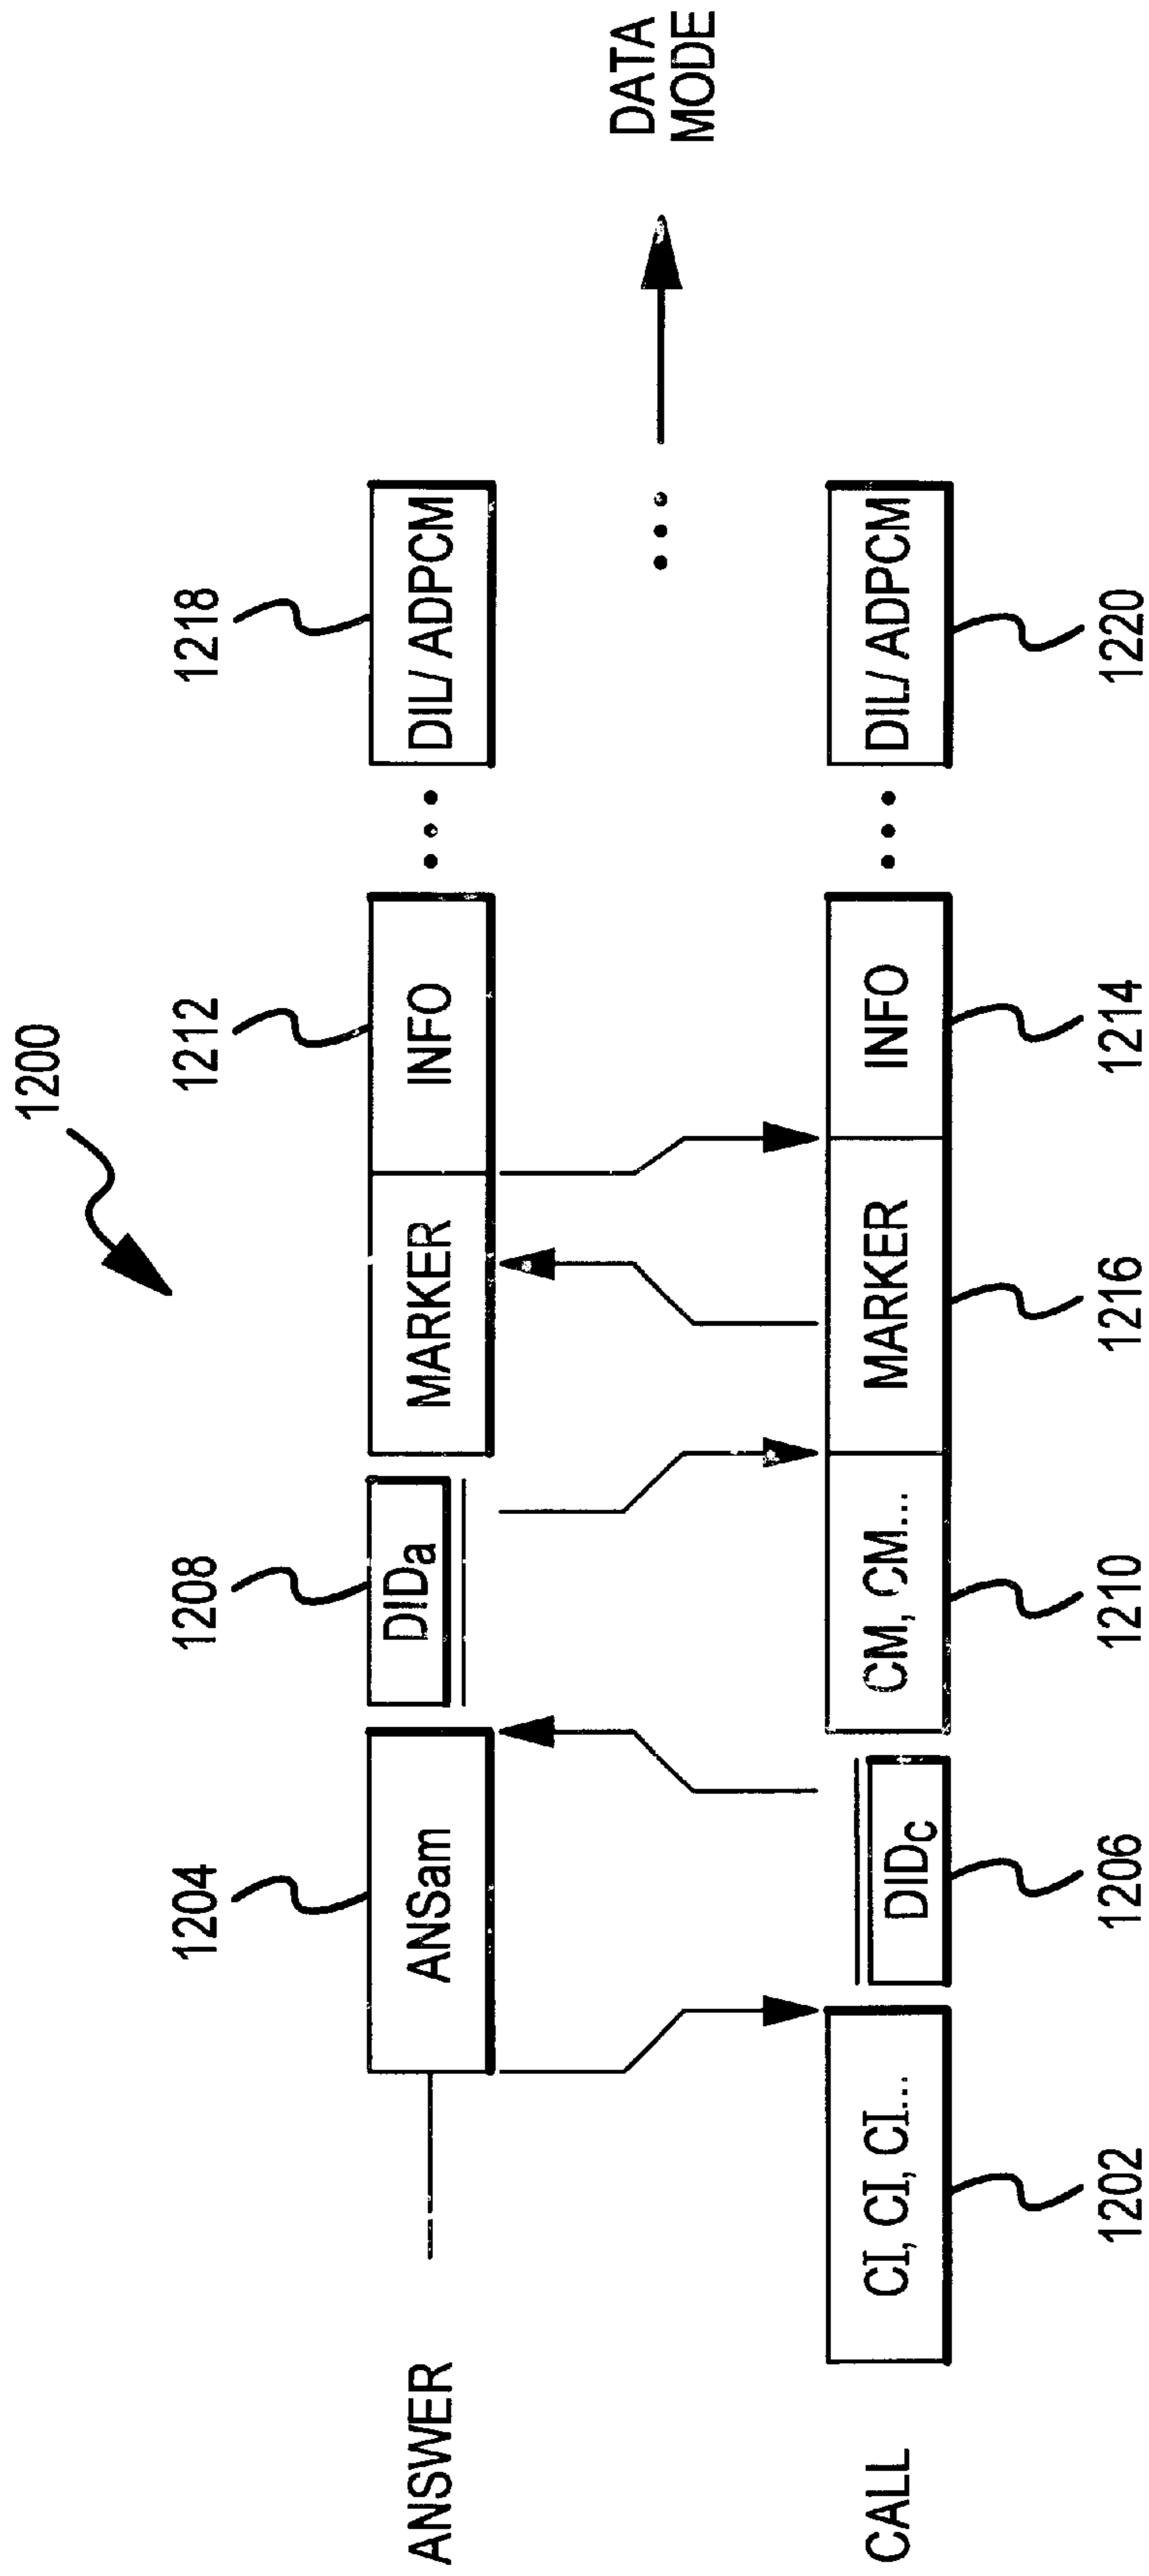 1200
1204
1208
1212
1218
ANSWER
ANSam
DIDa
MARKER
INFO
DIL/ ADPCM
DATA
MODE
CALL
CI, CI, CI...
DIDc
CM, CM...
MARKER
INFO
DIL/ ADPCM
1202
1206
1210
1216
1214
1220